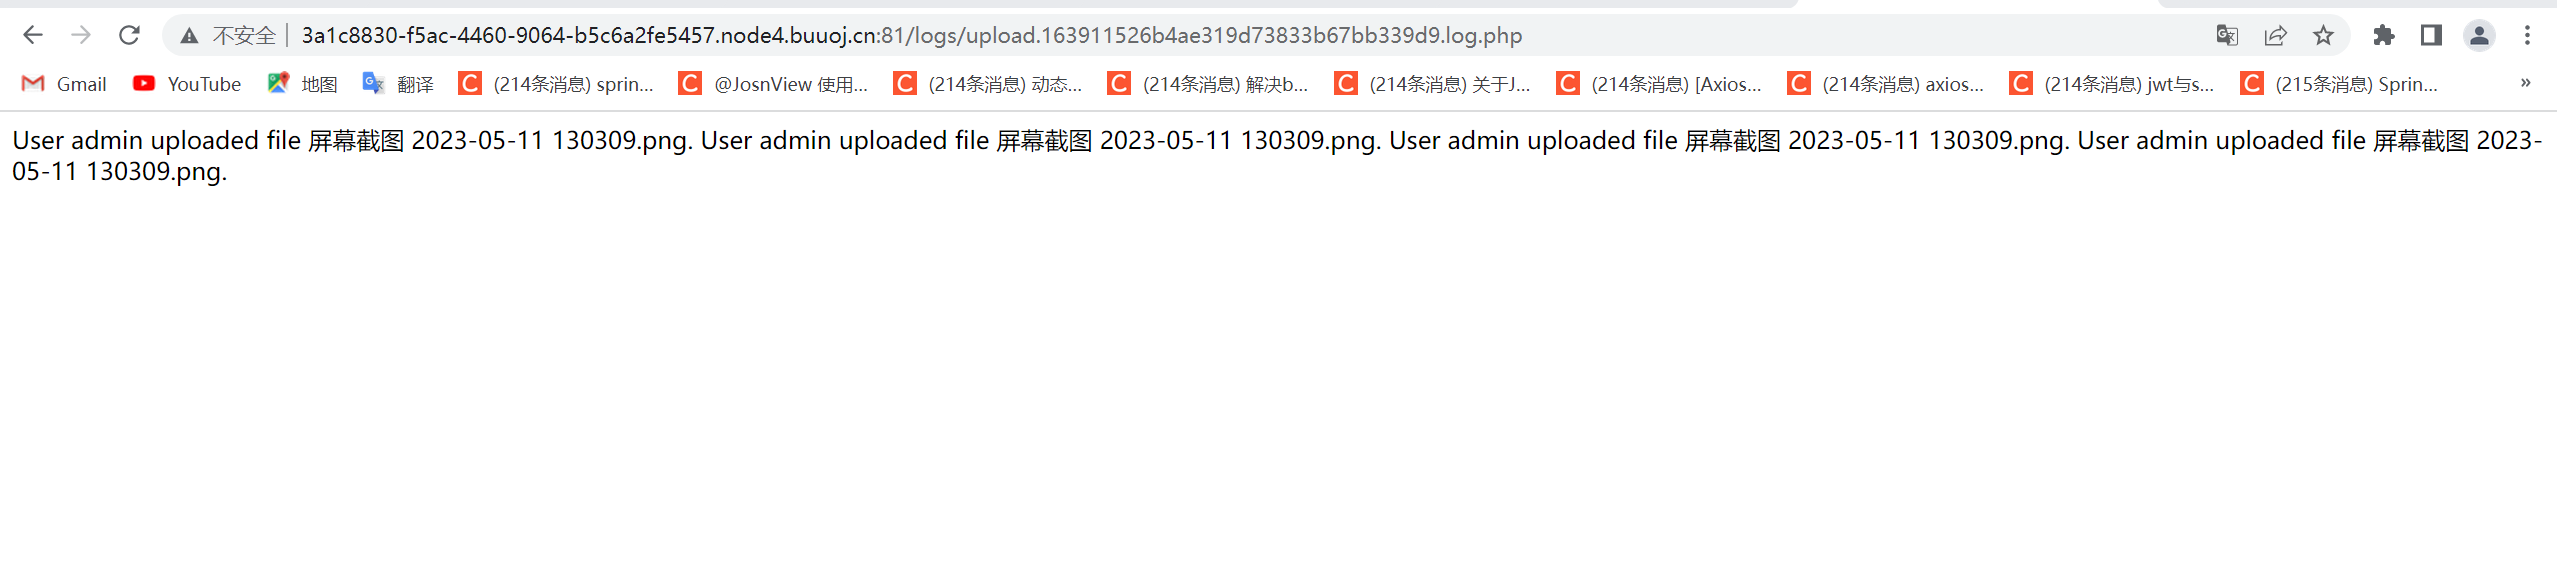 不安全 3a1c8830-f5ac-4460-9064-b5c6a2fe5457.node4.buuoj.cn:81/logs/upload.163911526b4ae319d73833b67bb339d9.log.php
Gmail YouTube 地图 翻译 (214条消息) sprin... @JosnView 使用... (214条消息) 动态... (214条消息) 解决b... (214条消息) 关于J... (214条消息) [Axios... (214条消息) axios... (214条消息) jwt与s... (215条消息) Sprin... »
User admin uploaded file 屏幕截图 2023-05-11 130309.png. User admin uploaded file 屏幕截图 2023-05-11 130309.png. User admin uploaded file 屏幕截图 2023-05-11 130309.png. User admin uploaded file 屏幕截图 2023-
05-11 130309.png.